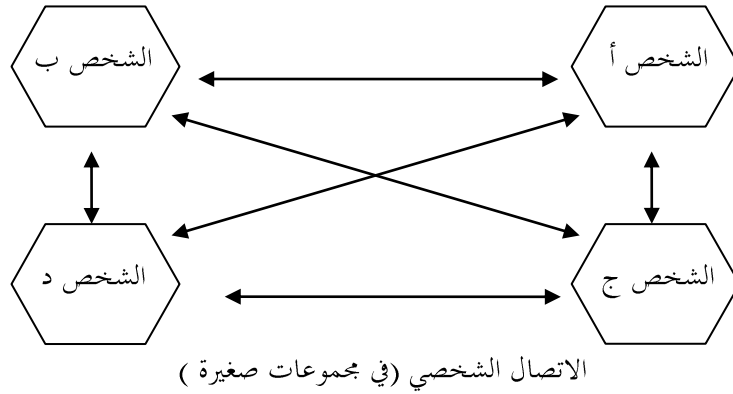 الشخص أ
الشخص ب
الشخص ج
الشخص د
الاتصال الشخصي (في مجموعات صغيرة )